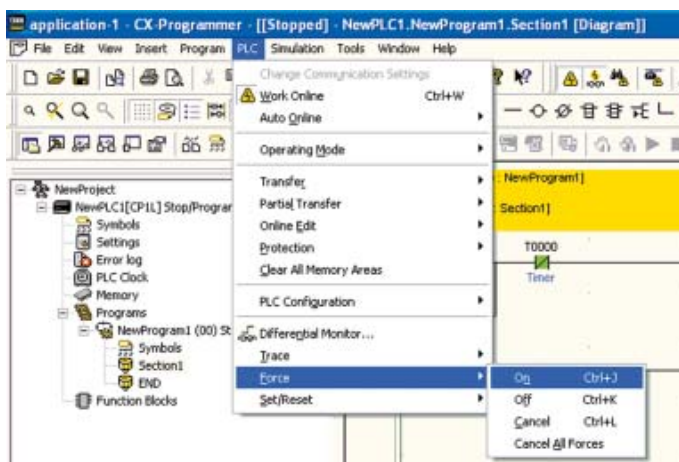 application-1 - CX-Programmer - [[Stopped] - NewPLC1.NewProgram1.Section1 [Diagram]]
File Edit View Insert Program PLC Simulation Tools Window Help
Change Communication Settings
Work Online Ctrl+W
Auto Online
Operating Mode
Transfer
Partial Transfer
Online Edit
Protection
Clear All Memory Areas
PLC Configuration
Differential Monitor...
Trace
Force
Set/Reset
On Ctrl+J
Off Ctrl+K
Cancel Ctrl+L
Cancel All Forces
NewProject
NewPLC1[CP1L] Stop/Progra
Symbols
Settings
Error log
PLC Clock
Memory
Programs
NewProgram1 (00) St
Symbols
Section1
END
Function Blocks
: NewProgram1]
Section1]
T0000
Timer